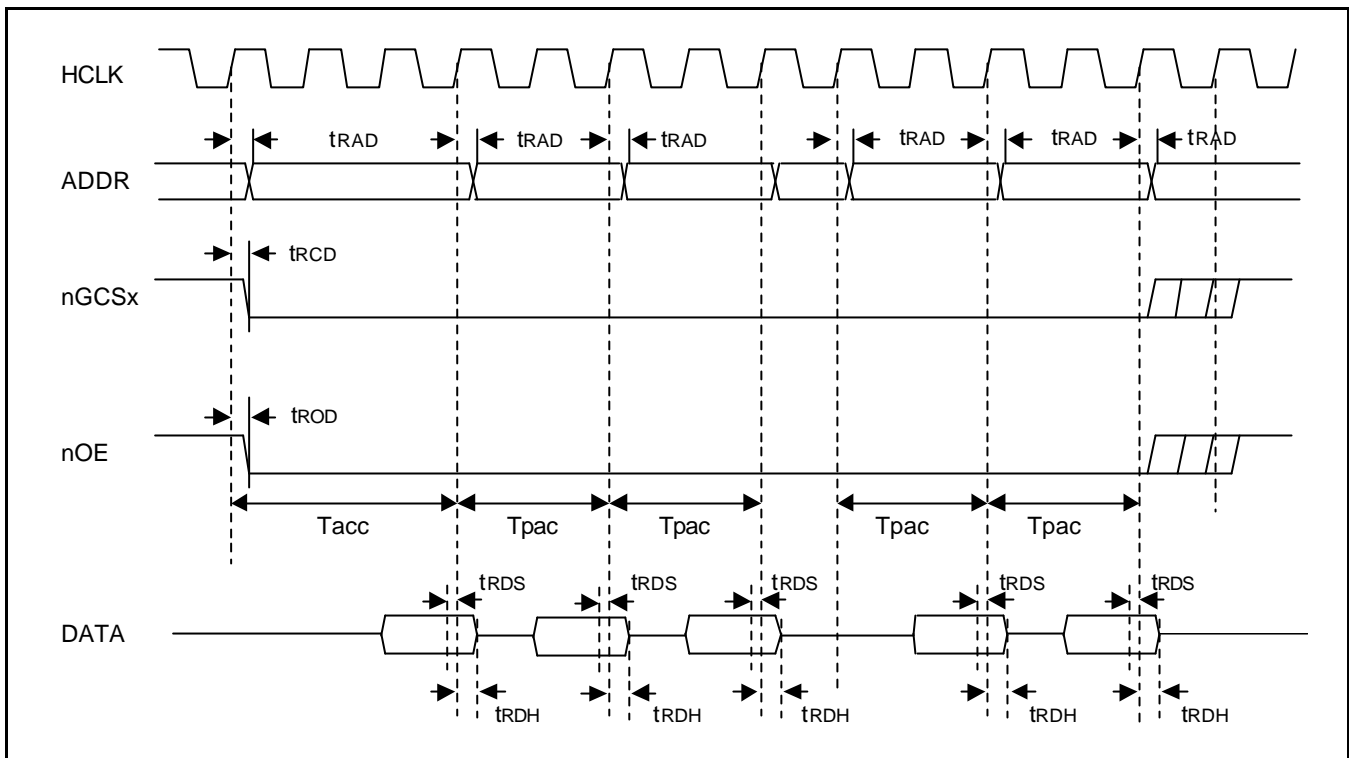 HCLK
tRAD tRAD tRAD tRAD tRAD tRAD
ADDR
tRCD
nGCSx
tROD
nOE
Tacc Tpac Tpac Tpac Tpac
tRDS tRDS tRDS tRDS tRDS
DATA
tRDH tRDH tRDH tRDH tRDH